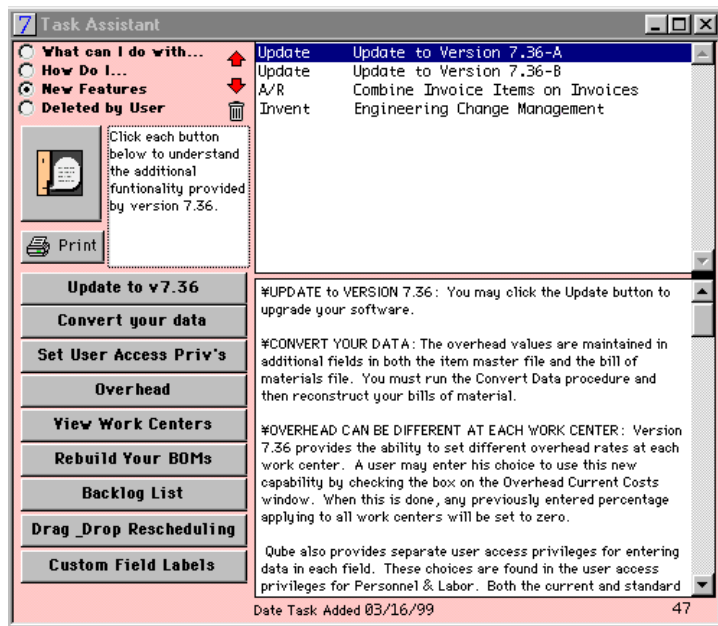 7 Task Assistant
What can I do with...
How Do I...
New Features
Deleted by User
Click each button
below to understand
the additional
funtionality provided
by version 7.36.
Print
Update to v7.36
Convert your data
Set User Access Priv's
Overhead
View Work Centers
Rebuild Your BOMs
Backlog List
Drag _Drop Rescheduling
Custom Field Labels
Update Update to Version 7.36-A
Update Update to Version 7.36-B
A/R Combine Invoice Items on Invoices
Invent Engineering Change Management
¥UPDATE to VERSION 7.36: You may click the Update button to
upgrade your software.
¥CONVERT YOUR DATA: The overhead values are maintained in
additional fields in both the item master file and the bill of
materials file. You must run the Convert Data procedure and
then reconstruct your bills of material.
¥OVERHEAD CAN BE DIFFERENT AT EACH WORK CENTER: Version
7.36 provides the ability to set different overhead rates at each
work center. A user may enter his choice to use this new
capability by checking the box on the Overhead Current Costs
window. When this is done, any previously entered percentage
applying to all work centers will be set to zero.
Qube also provides separate user access privileges for entering
data in each field. These choices are found in the user access
privileges for Personnel & Labor. Both the current and standard
Date Task Added 03/16/99 47